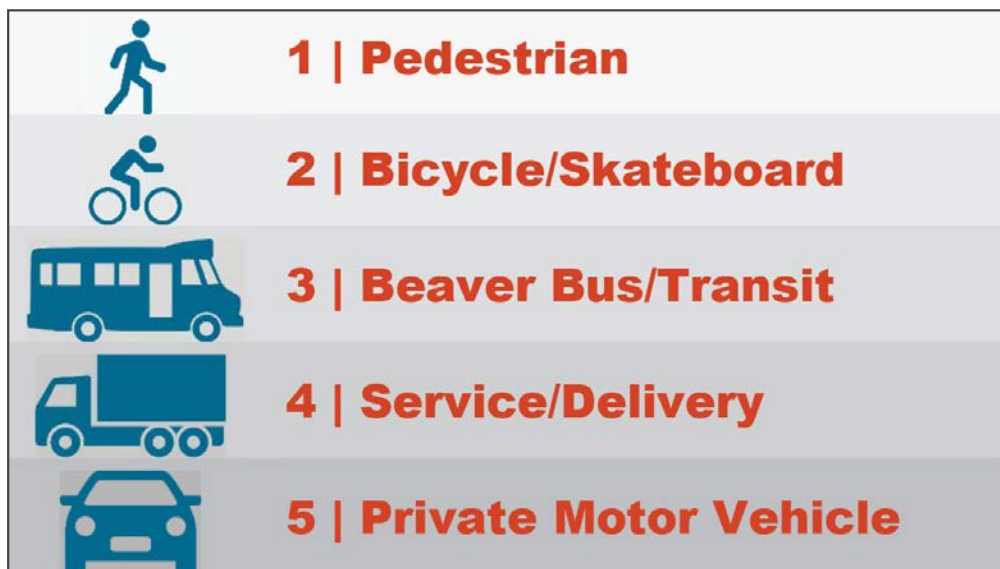 1 | Pedestrian
2 | Bicycle/Skateboard
3 | Beaver Bus/Transit
4 | Service/Delivery
5 | Private Motor Vehicle